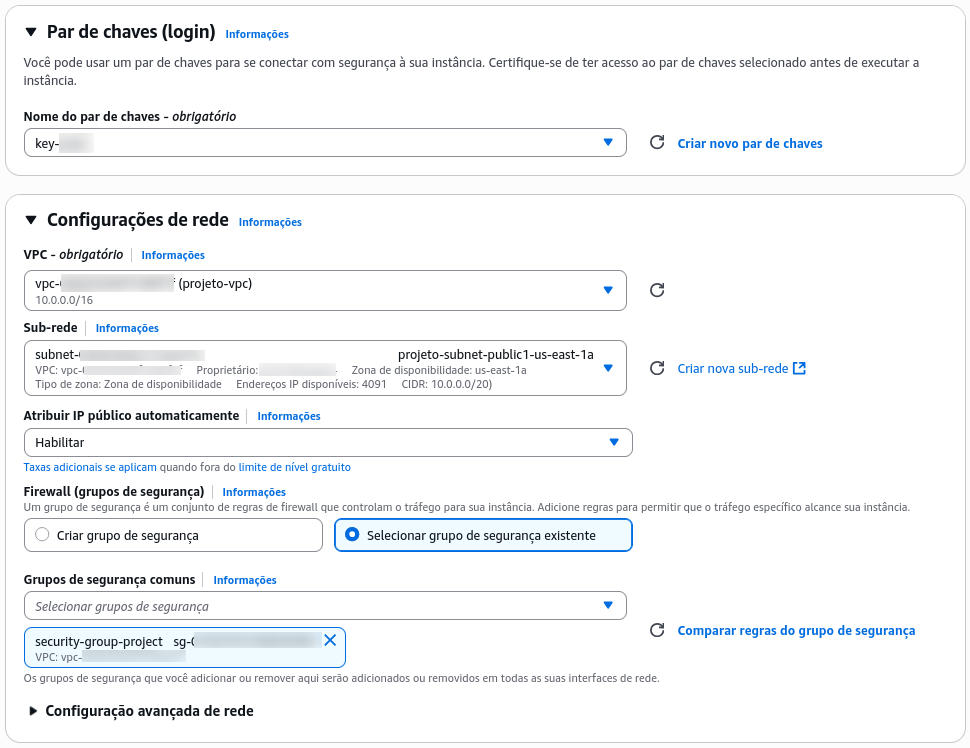 Par de chaves (login) Informações
Você pode usar um par de chaves para se conectar com segurança à sua instância. Certifique-se de ter acesso ao par de chaves selecionado antes de executar a
instância.
Nome do par de chaves - obrigatório
key-
Criar novo par de chaves
Configurações de rede Informações
VPC - obrigatório Informações
vpc- (projeto-vpc)
10.0.0.0/16
Sub-rede Informações
subnet- projeto-subnet-public1-us-east-1a
VPC: vpc- Proprietário: Zona de disponibilidade: us-east-1a
Tipo de zona: Zona de disponibilidade Endereços IP disponíveis: 4091 CIDR: 10.0.0.0/20)
Criar nova sub-rede
Atribuir IP público automaticamente Informações
Habilitar
Taxas adicionais se aplicam quando fora do limite de nível gratuito
Firewall (grupos de segurança) Informações
Um grupo de segurança é um conjunto de regras de firewall que controlam o tráfego para sua instância. Adicione regras para permitir que o tráfego específico alcance sua instância.
Criar grupo de segurança Selecionar grupo de segurança existente
Grupos de segurança comuns Informações
Selecionar grupos de segurança
security-group-project sg-
VPC: vpc-
Comparar regras do grupo de segurança
Os grupos de segurança que você adicionar ou remover aqui serão adicionados ou removidos em todas as suas interfaces de rede.
Configuração avançada de rede